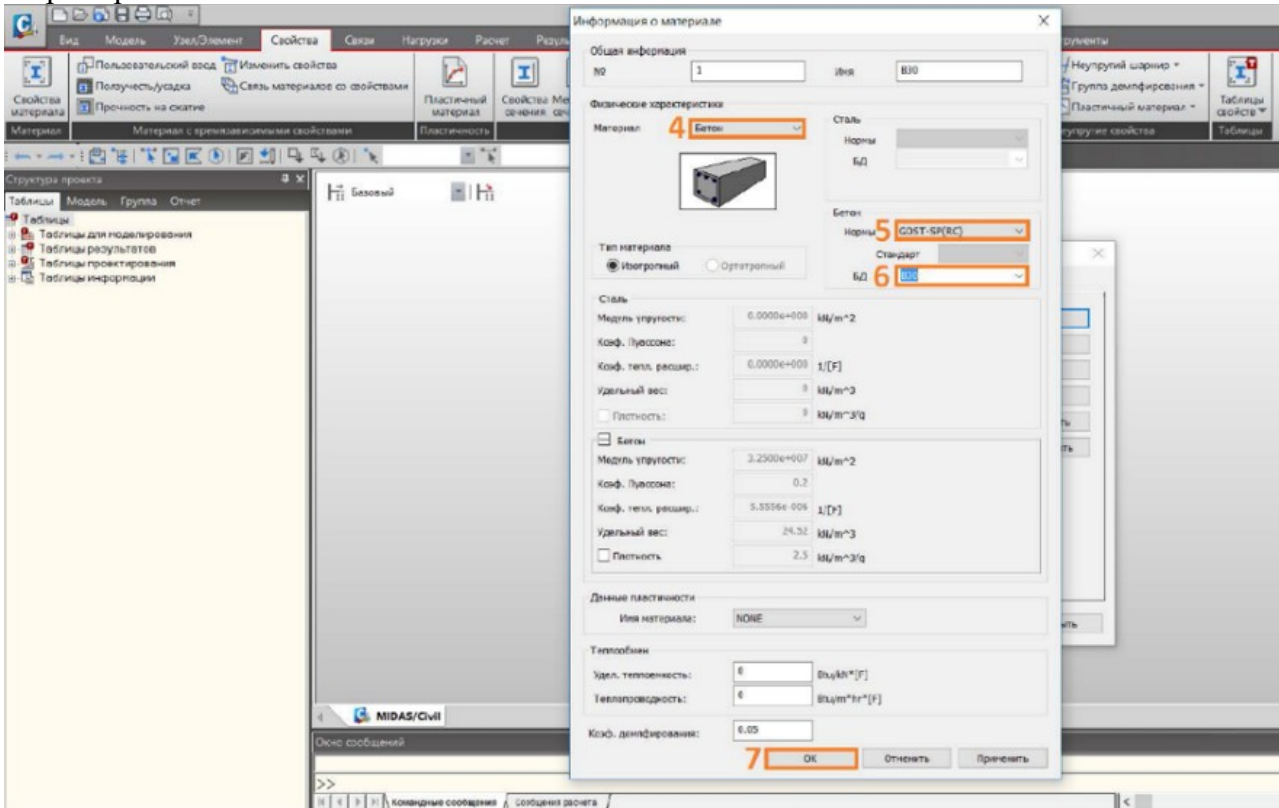 Информация о материале
Вид Модель Узел/Элемент Свойства Связи Нагрузки Расчет Резуль
рументы
Свойства материала
Пользовательский ввод Изменить свойства
Ползучесть/усадка Связь материалов со свойствами
Прочность на сжатие
Пластичный материал
Свойства сечения
Неупругий шарнир
Группа демпфирования
Пластичный материал
Таблицы свойств
Материал Материал с времязависимыми свойствами Пластичность
еупругие свойства Таблицы
Структура проекта
Таблицы Модель Группа Отчет
Таблицы
Таблицы для моделирования
Таблицы результатов
Таблицы проектирования
Таблицы информации
Базовый
Общая информация
№ 1 Имя B30
Физические характеристики
Материал 4 Бетон
Сталь
Нормы
БД
Бетон
Нормы 5 GOST-SP(RC)
Стандарт
БД 6 B30
Тип материала
Изотропный Ортотропный
Сталь
Модуль упругости: 0.0000e+000 kN/m^2
Коэф. Пуассона: 0
Коэф. тепл. расшир.: 0.0000e+000 1/[F]
Удельный вес: 0 kN/m^3
Плотность: 0 kN/m^3/g
Бетон
Модуль упругости: 3.2500e+007 kN/m^2
Коэф. Пуассона: 0.2
Коэф. тепл. расшир.: 5.5556e-006 1/[F]
Удельный вес: 24.52 kN/m^3
Плотность 2.5 kN/m^3/g
Данные пластичности
Имя материала: NONE
Теплообмен
Удел. теплоемкость: 0 Btu/kN*[F]
Теплопроводность: 0 Btu/m*hr*[F]
Коэф. демпфирования: 0.05
7 OK Отменить Применить
MIDAS/Civil
Окно сообщений
>>
Командные сообщения Сообщения расчета